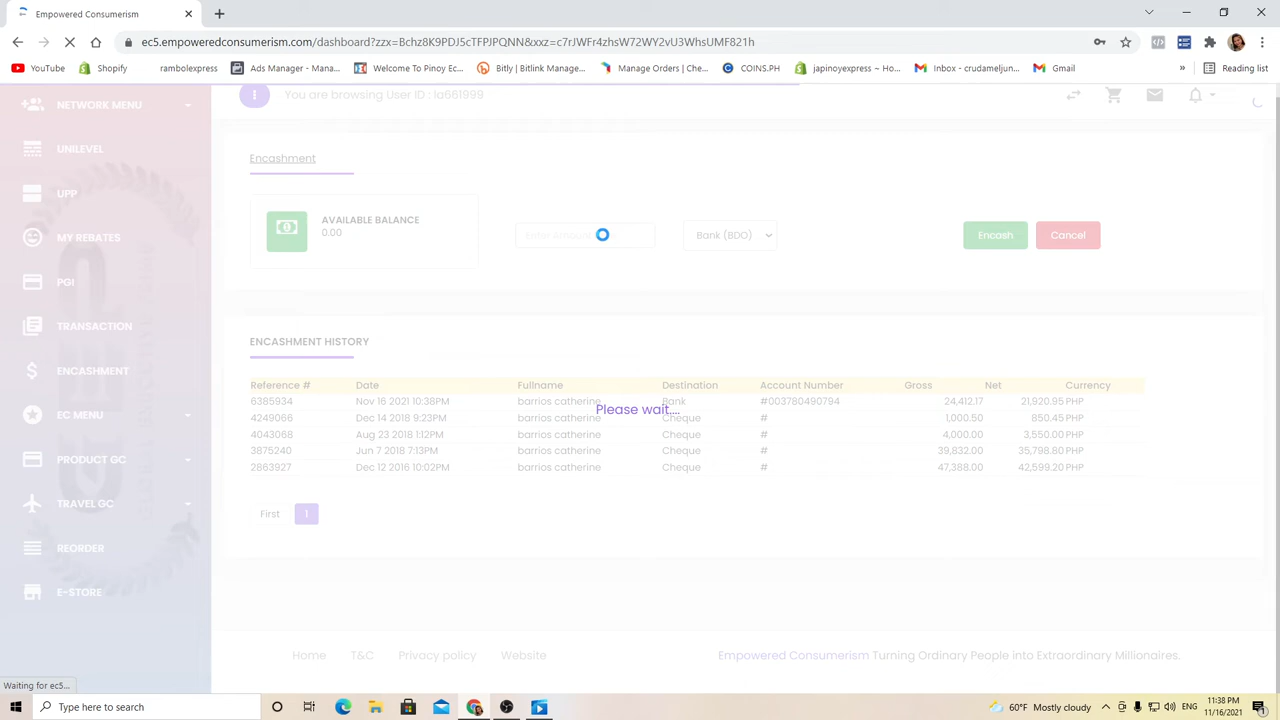 Empowered Consumerism
ec5.empoweredconsumerism.com/dashboard?zzx=Bchz8K9PDJ5cTFPJPQNN&pxz=c7rJWFr4zhsW72WY2vU3WhsUMF821h
YouTube Shopify rambolexpress Ads Manager - Mana... Welcome To Pinoy Ec... Bitly | Bitlink Manage... Manage Orders | Che... COINS.PH japinoyexpress ~ Ho... Inbox - crudameljun... Gmail » Reading list
NETWORK MENU
UNILEVEL
UPP
MY REBATES
PGI
TRANSACTION
ENCASHMENT
EC MENU
PRODUCT GC
TRAVEL GC
REORDER
E-STORE
You are browsing User ID : la661999
Encashment
AVAILABLE BALANCE
0.00
Enter Amount
Bank (BDO)
Encash Cancel
ENCASHMENT HISTORY
Reference # Date Fullname Destination Account Number Gross Net Currency
6385934 Nov 16 2021 10:38PM barrios catherine Bank #003780490794 24,412.17 21,920.95 PHP
Please wait....
4249066 Dec 14 2018 9:23PM barrios catherine Cheque # 1,000.50 850.45 PHP
4043068 Aug 23 2018 1:12PM barrios catherine Cheque # 4,000.00 3,550.00 PHP
3875240 Jun 7 2018 7:13PM barrios catherine Cheque # 39,832.00 35,798.80 PHP
2863927 Dec 12 2016 10:02PM barrios catherine Cheque # 47,388.00 42,599.20 PHP
First 1
Home T&C Privacy policy Website
Empowered Consumerism Turning Ordinary People into Extraordinary Millionaires.
Waiting for ec5...
Type here to search
60°F Mostly cloudy
11:38 PM
11/16/2021